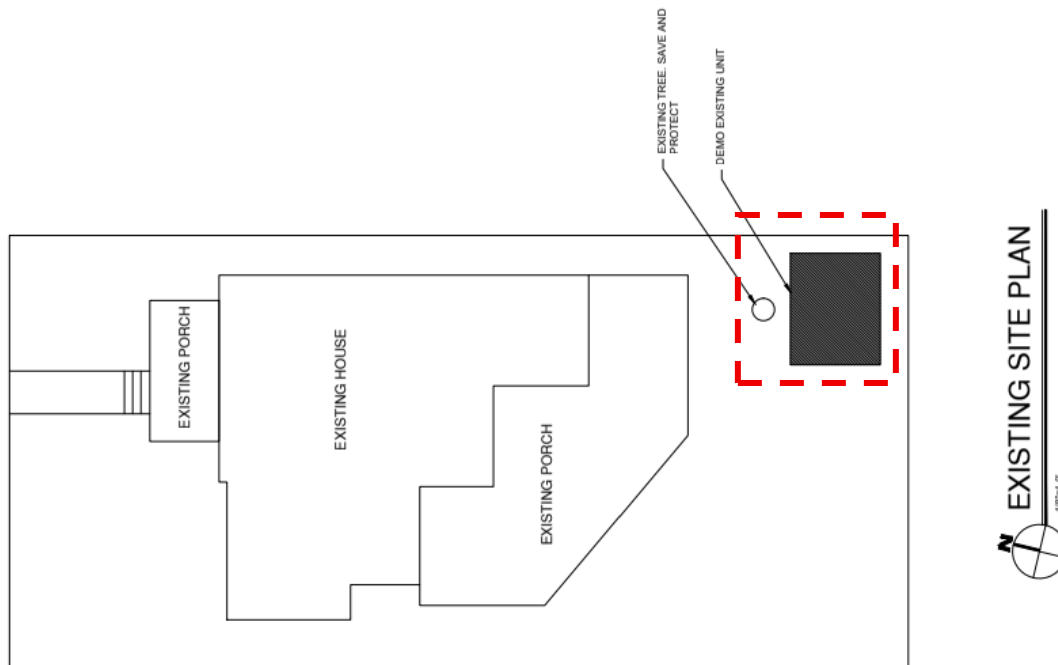 EXISTING TREE. SAVE AND
PROTECT
DEMO EXISTING UNIT
EXISTING PORCH
EXISTING HOUSE
EXISTING PORCH
EXISTING SITE PLAN
N